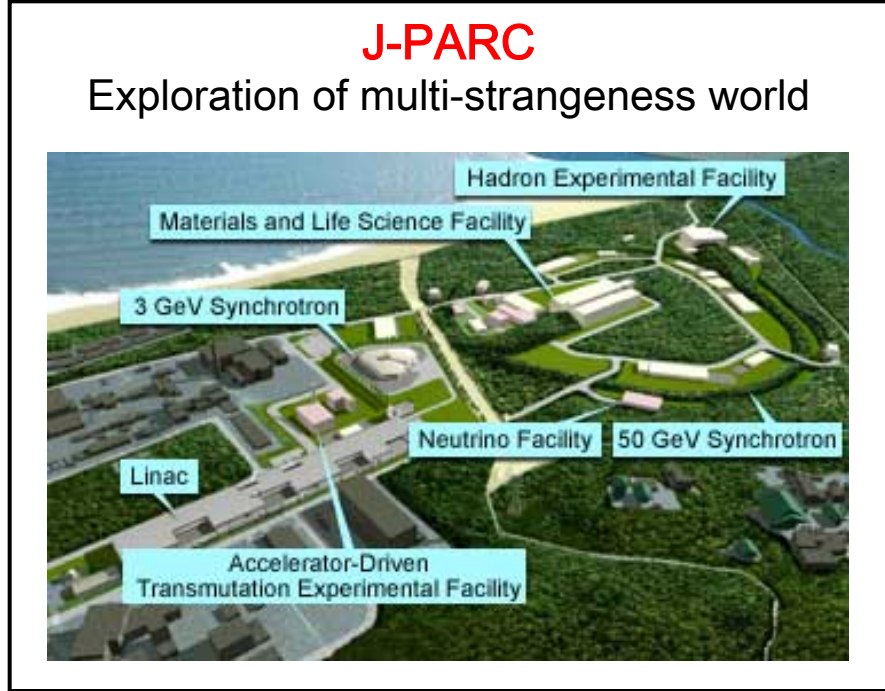 J-PARC
Exploration of multi-strangeness world
Hadron Experimental Facility
Materials and Life Science Facility
3 GeV Synchrotron
Neutrino Facility
50 GeV Synchrotron
Linac
Accelerator-Driven
Transmutation Experimental Facility